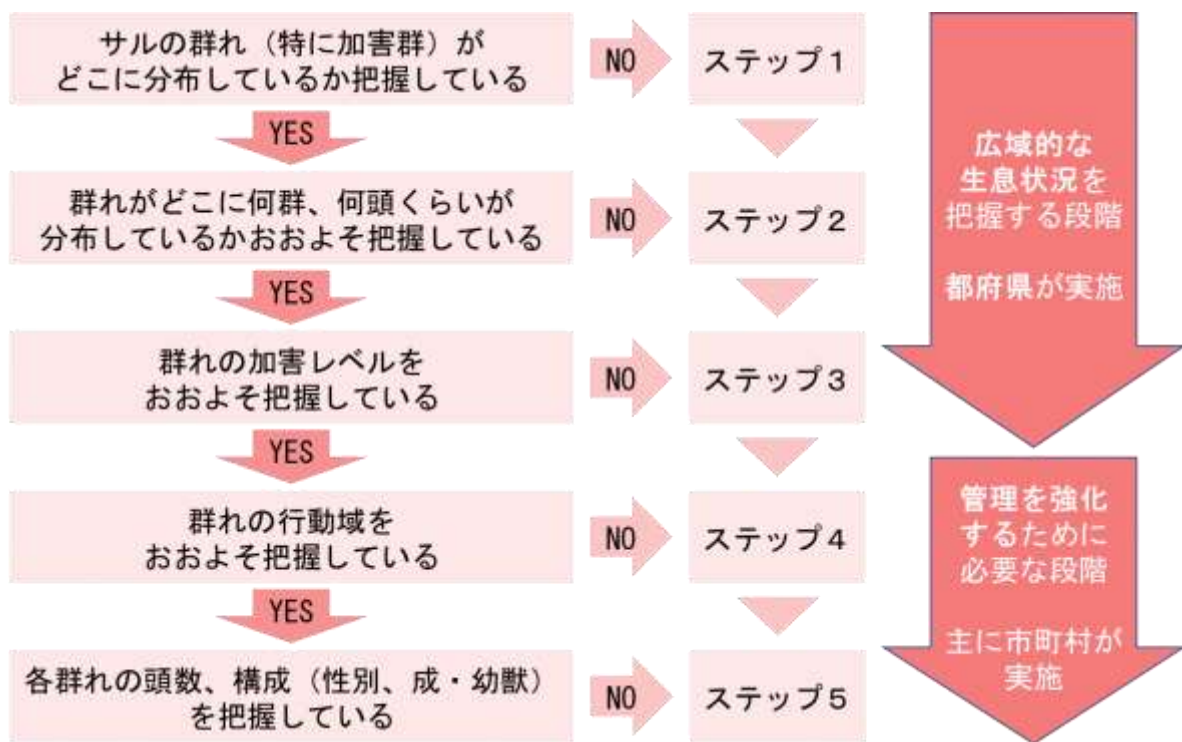 サルの群れ（特に加害群）が
どこに分布しているか把握している
NO
ステップ１
YES
群れがどこに何群、何頭くらいが
分布しているかおおよそ把握している
NO
ステップ２
YES
群れの加害レベルを
おおよそ把握している
NO
ステップ３
YES
群れの行動域を
おおよそ把握している
NO
ステップ４
YES
各群れの頭数、構成（性別、成・幼獣）
を把握している
NO
ステップ５
広域的な
生息状況を
把握する段階
都府県が実施
管理を強化
するために
必要な段階
主に市町村が
実施